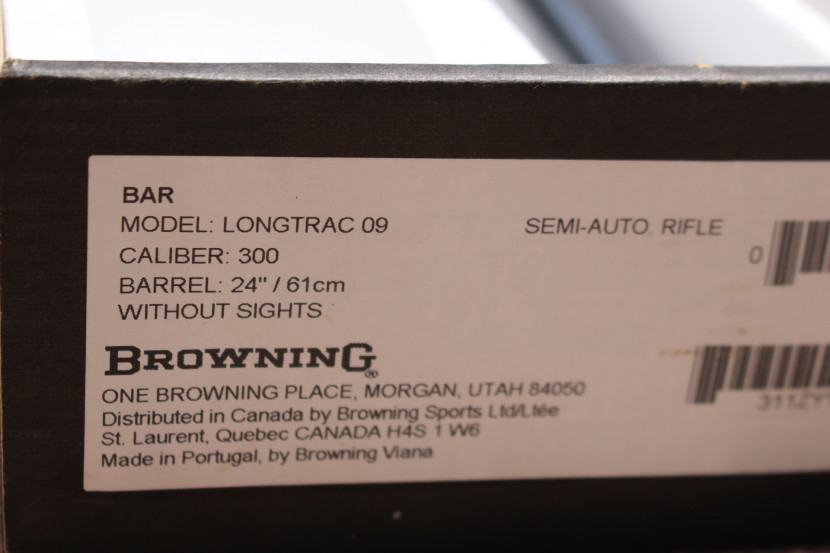 BAR
MODEL: LONGTRAC 09 SEMI-AUTO. RIFLE
CALIBER: 300
BARREL: 24" / 61cm
WITHOUT SIGHTS
0
BROWNING®
ONE BROWNING PLACE, MORGAN, UTAH 84050
Distributed in Canada by Browning Sports Ltd/Ltée
St. Laurent, Quebec CANADA H4S 1 W6
Made in Portugal, by Browning Viana